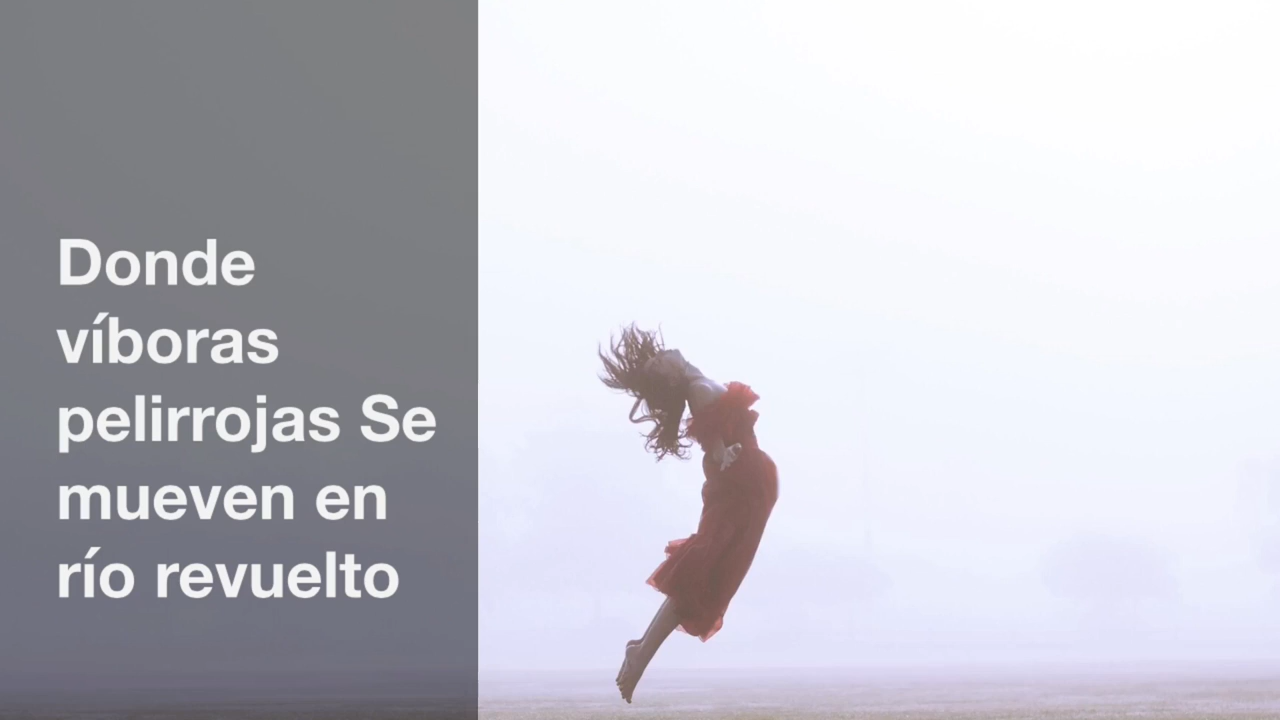 Donde
víboras
pelirrojas Se
mueven en
río revuelto